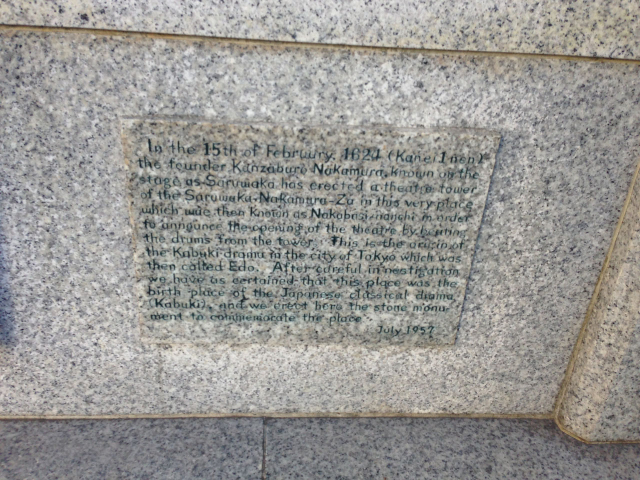 In the 15th of February, 1624 (Kanei 1 nen)
the founder Kanzaburo Nakamura, known on the
stage as Saruwaka has erected a theatre tower
of the Saruwaka-Nakamura-Za in this very place
which was then known as Nakabashi-nanchi in order
to announce the opening of the theatre by beating
the drums from the tower. This is the origin of
the Kabuki drama in the city of Tokyo which was
then called Edo. After careful investigation
we have as certained that this place was the
birth place of the Japanese classical drama
(Kabuki), and we erect here the stone monu-
ment to commemorate the place.
July 1957